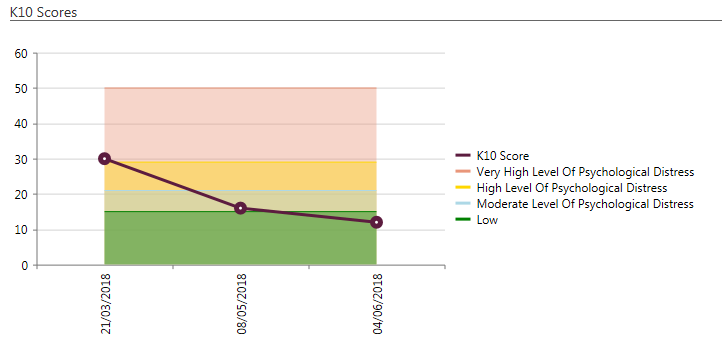 K10 Scores
60
50
40
30
20
10
0
21/03/2018
08/05/2018
04/06/2018
K10 Score
Very High Level Of Psychological Distress
High Level Of Psychological Distress
Moderate Level Of Psychological Distress
Low